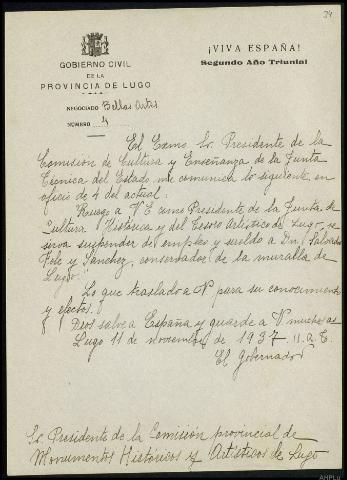 34
GOBIERNO CIVIL
DE LA
PROVINCIA DE LUGO
NEGOCIADO Bellas Artes
NÚMERO 4
¡VIVA ESPAÑA!
Segundo Año Triunfal
El Excmo Sr. Presidente de la
Comisión de Cultura y Enseñanza de la Junta
Técnica del Estado, me comunica lo siguiente en
oficio de 4 del actual.
"Ruego a V E como Presidente de la Junta de
Cultura Histórica y del Tesoro Artístico de Lugo, se
sirva suspender de empleo y sueldo a Dn. Salvador
y Sanchez, conservador de la muralla de
Lugo."
Lo que traslado a V para su conocimiento
y efectos.
Dios salve a España y guarde a V muchos as
Lugo 11 de noviembre de 1937 - II. a. T.
El Gobernador
Sr. Presidente de la Comisión provincial de
Monumentos Históricos y Artísticos de Lugo
AHPLu